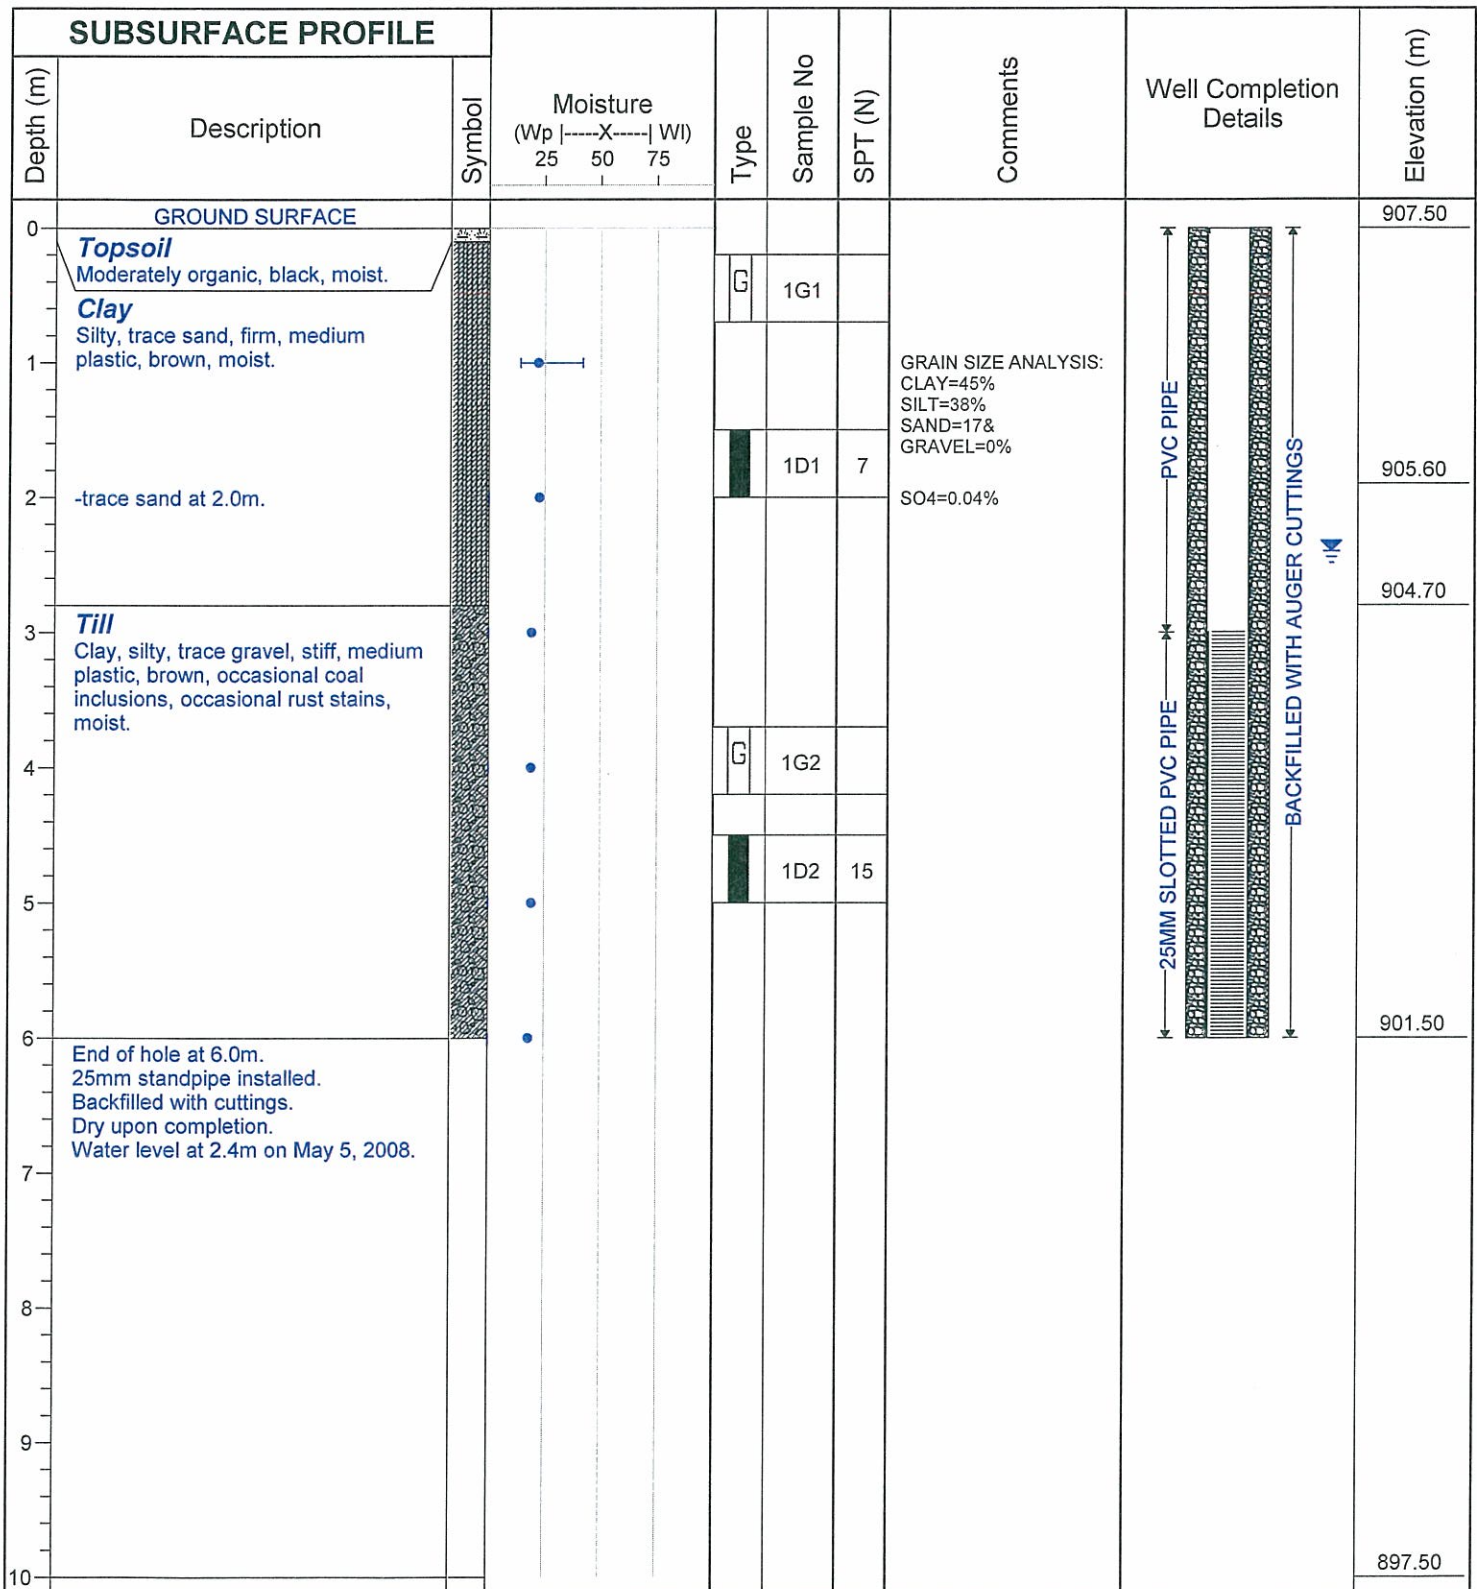 SUBSURFACE PROFILE
Depth (m)
Description
Symbol
Moisture
(Wp |-----X-----| Wl)
25 50 75
Type
Sample No
SPT (N)
Comments
Well Completion
Details
Elevation (m)
GROUND SURFACE
907.50
0
Topsoil
Moderately organic, black, moist.
G
1G1
Clay
Silty, trace sand, firm, medium
plastic, brown, moist.
1
GRAIN SIZE ANALYSIS:
CLAY=45%
SILT=38%
SAND=17&
GRAVEL=0%
1D1
7
905.60
2
-trace sand at 2.0m.
SO4=0.04%
PVC PIPE
BACKFILLED WITH AUGER CUTTINGS
904.70
3
Till
Clay, silty, trace gravel, stiff, medium
plastic, brown, occasional coal
inclusions, occasional rust stains,
moist.
G
1G2
4
25MM SLOTTED PVC PIPE
1D2
15
5
901.50
6
End of hole at 6.0m.
25mm standpipe installed.
Backfilled with cuttings.
Dry upon completion.
Water level at 2.4m on May 5, 2008.
7
8
9
897.50
10